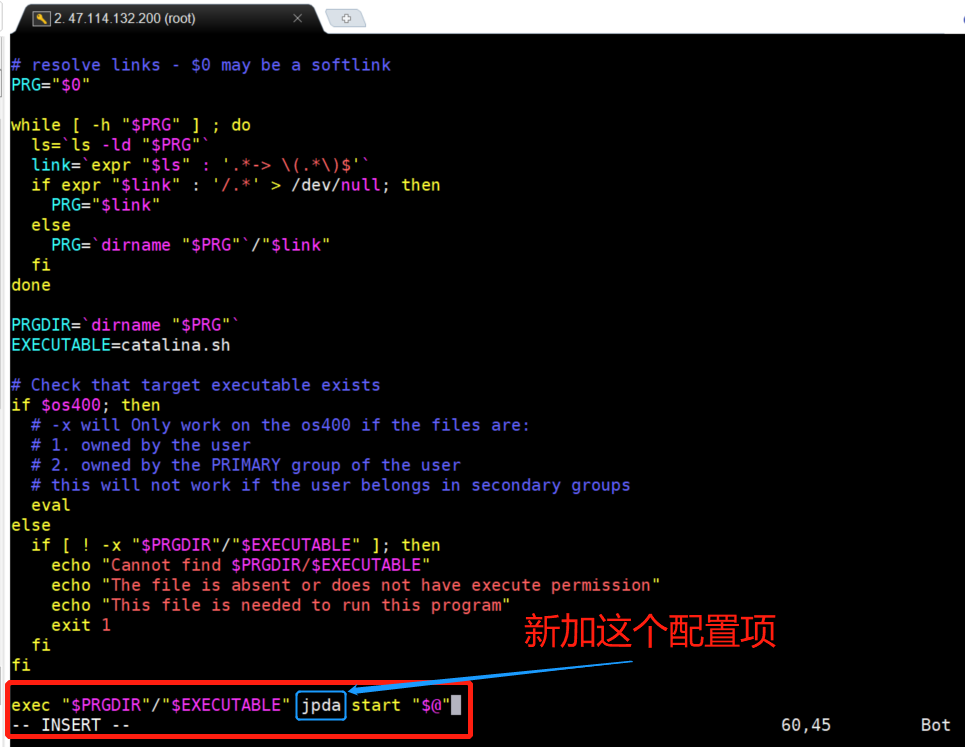 2. 47.114.132.200 (root)
# resolve links - $0 may be a softlink
PRG="$0"
while [ -h "$PRG" ] ; do
  ls=`ls -ld "$PRG"`
  link=`expr "$ls" : '.*-> \(.*\)$'`
  if expr "$link" : '/.*' > /dev/null; then
    PRG="$link"
  else
    PRG=`dirname "$PRG"`/"$link"
  fi
done
PRGDIR=`dirname "$PRG"`
EXECUTABLE=catalina.sh
# Check that target executable exists
if $os400; then
  # -x will Only work on the os400 if the files are:
  # 1. owned by the user
  # 2. owned by the PRIMARY group of the user
  # this will not work if the user belongs in secondary groups
  eval
else
  if [ ! -x "$PRGDIR"/"$EXECUTABLE" ]; then
    echo "Cannot find $PRGDIR/$EXECUTABLE"
    echo "The file is absent or does not have execute permission"
    echo "This file is needed to run this program"
    exit 1
  fi
fi
新加这个配置项
exec "$PRGDIR"/"$EXECUTABLE" jpda start "$@"
-- INSERT -- 60,45 Bot